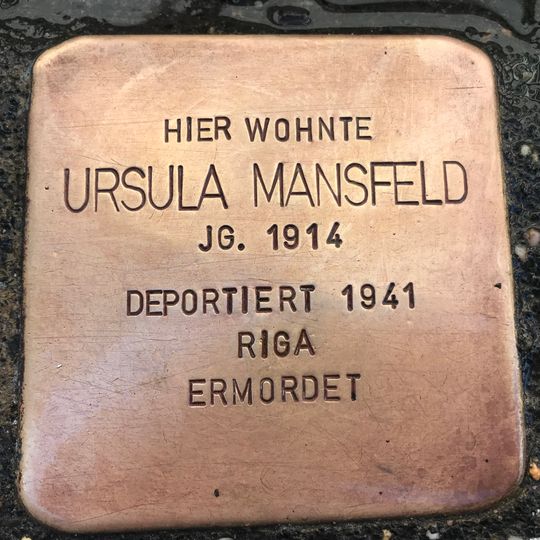 HIER WOHNTE
URSULA MANSFELD
JG. 1914
DEPORTIERT 1941
RIGA
ERMORDET